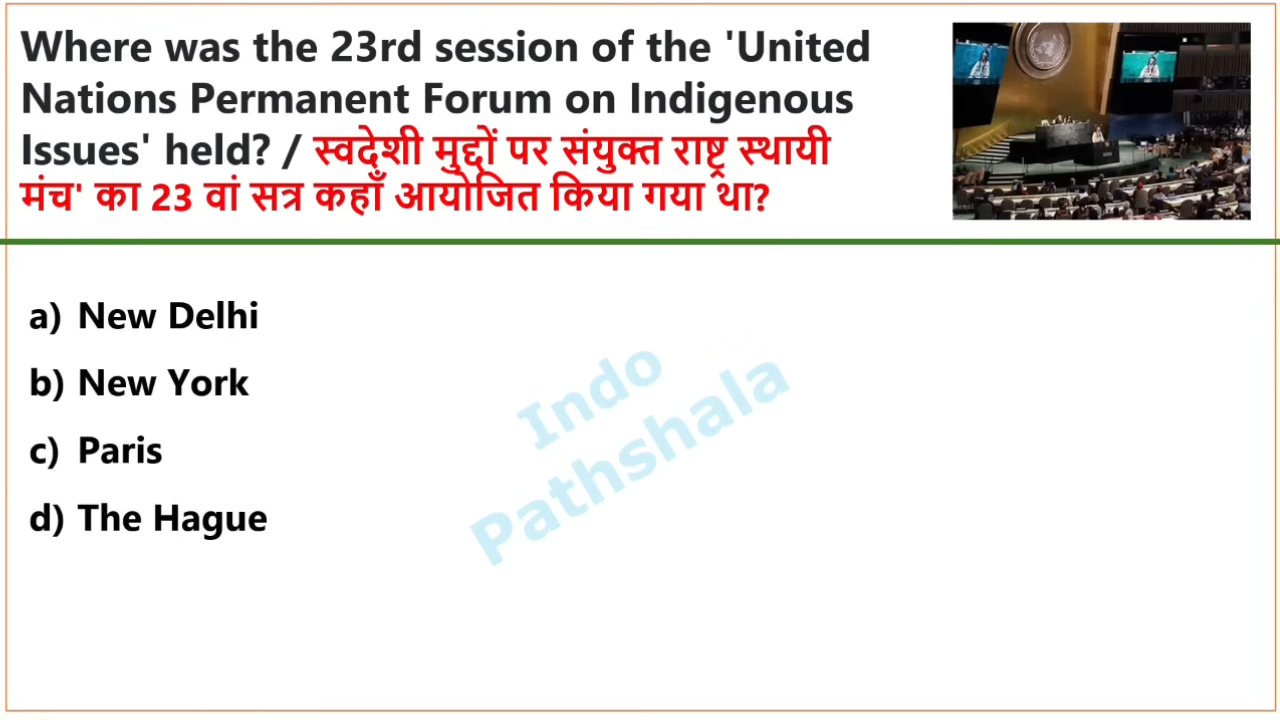 Where was the 23rd session of the 'United
Nations Permanent Forum on Indigenous
Issues' held? / स्वदेशी मुद्दों पर संयुक्त राष्ट्र स्थायी
मंच' का 23 वां सत्र कहाँ आयोजित किया गया था?
a) New Delhi
b) New York
c) Paris
d) The Hague
Indo
Pathshala